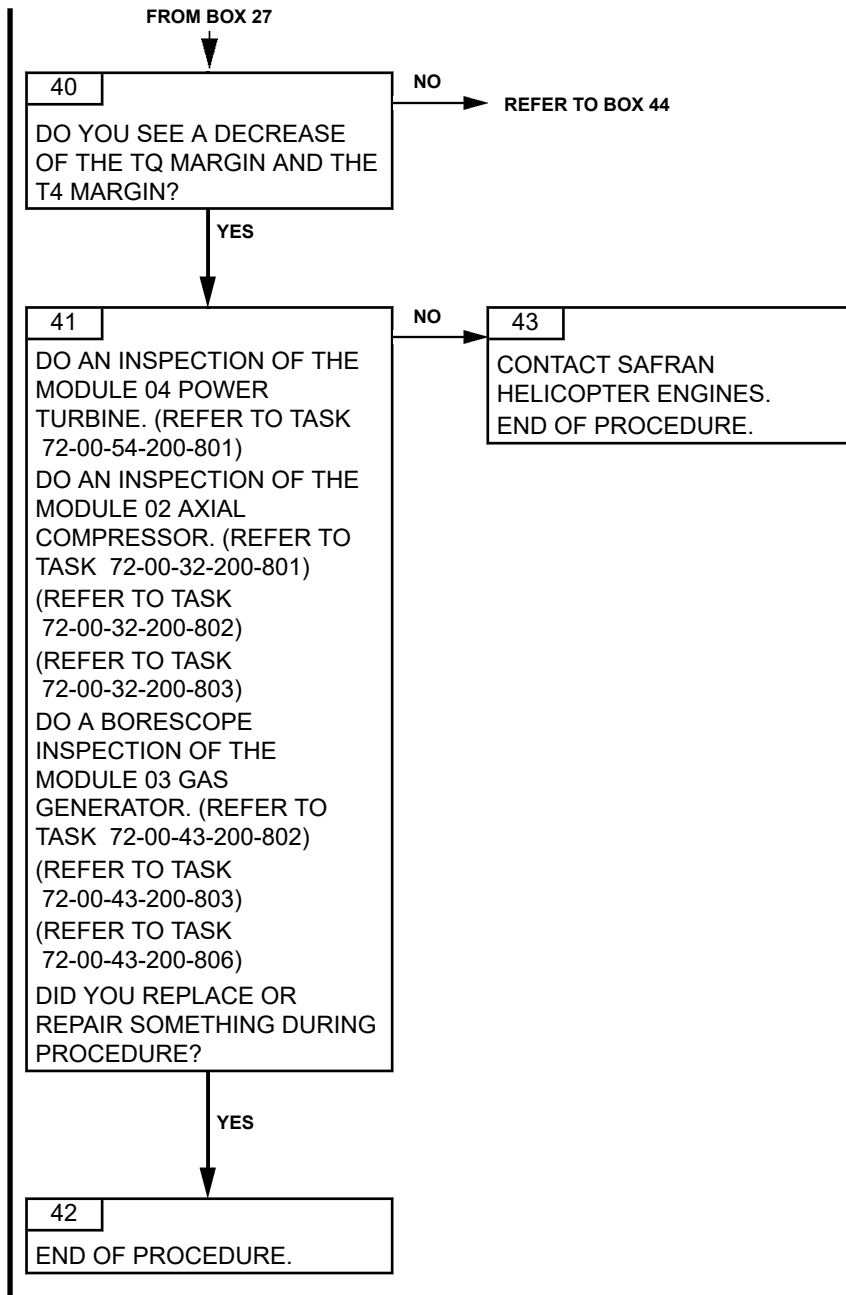 FROM BOX 27
40
NO
REFER TO BOX 44
DO YOU SEE A DECREASE
OF THE TQ MARGIN AND THE
T4 MARGIN?
YES
41
NO
43
DO AN INSPECTION OF THE
MODULE 04 POWER
TURBINE. (REFER TO TASK
72-00-54-200-801)
DO AN INSPECTION OF THE
MODULE 02 AXIAL
COMPRESSOR. (REFER TO
TASK 72-00-32-200-801)
(REFER TO TASK
72-00-32-200-802)
(REFER TO TASK
72-00-32-200-803)
DO A BORESCOPE
INSPECTION OF THE
MODULE 03 GAS
GENERATOR. (REFER TO
TASK 72-00-43-200-802)
(REFER TO TASK
72-00-43-200-803)
(REFER TO TASK
72-00-43-200-806)
DID YOU REPLACE OR
REPAIR SOMETHING DURING
PROCEDURE?
CONTACT SAFRAN
HELICOPTER ENGINES.
END OF PROCEDURE.
YES
42
END OF PROCEDURE.